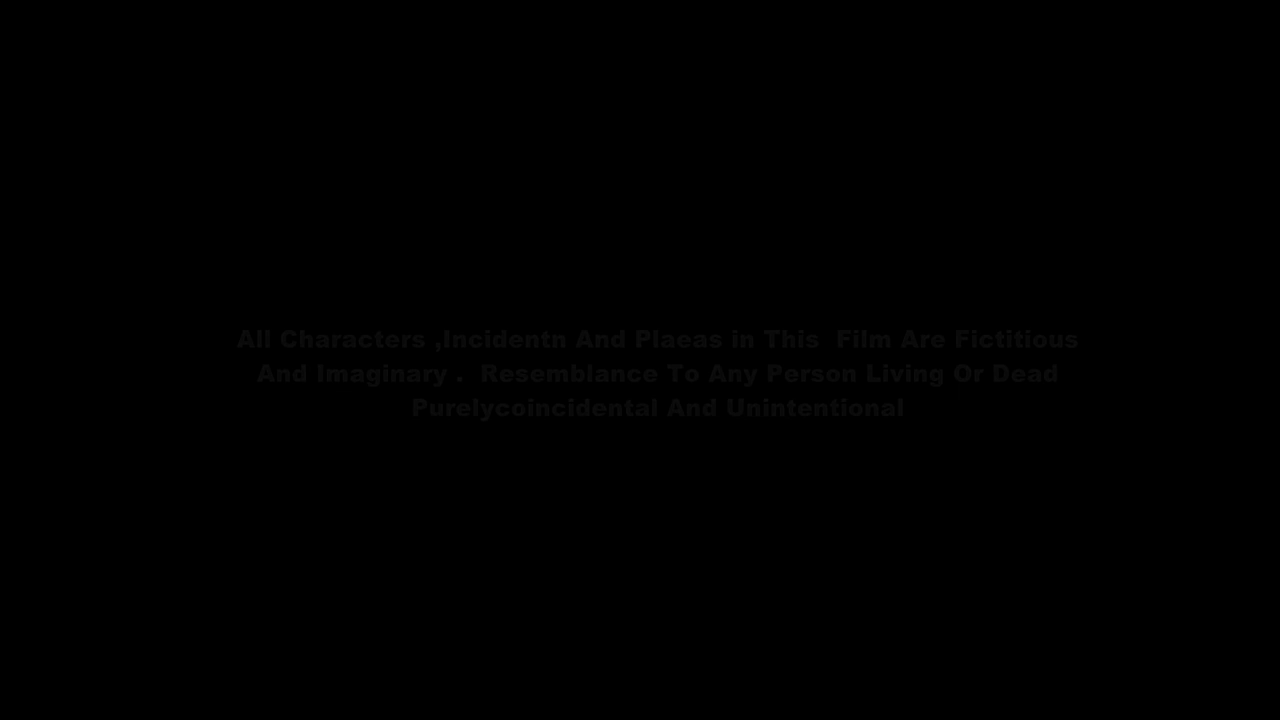 All Characters ,Incidentn And Plaeas in This  Film Are Fictitious
And Imaginary .  Resemblance To Any Person Living Or Dead
Purelycoincidental And Unintentional